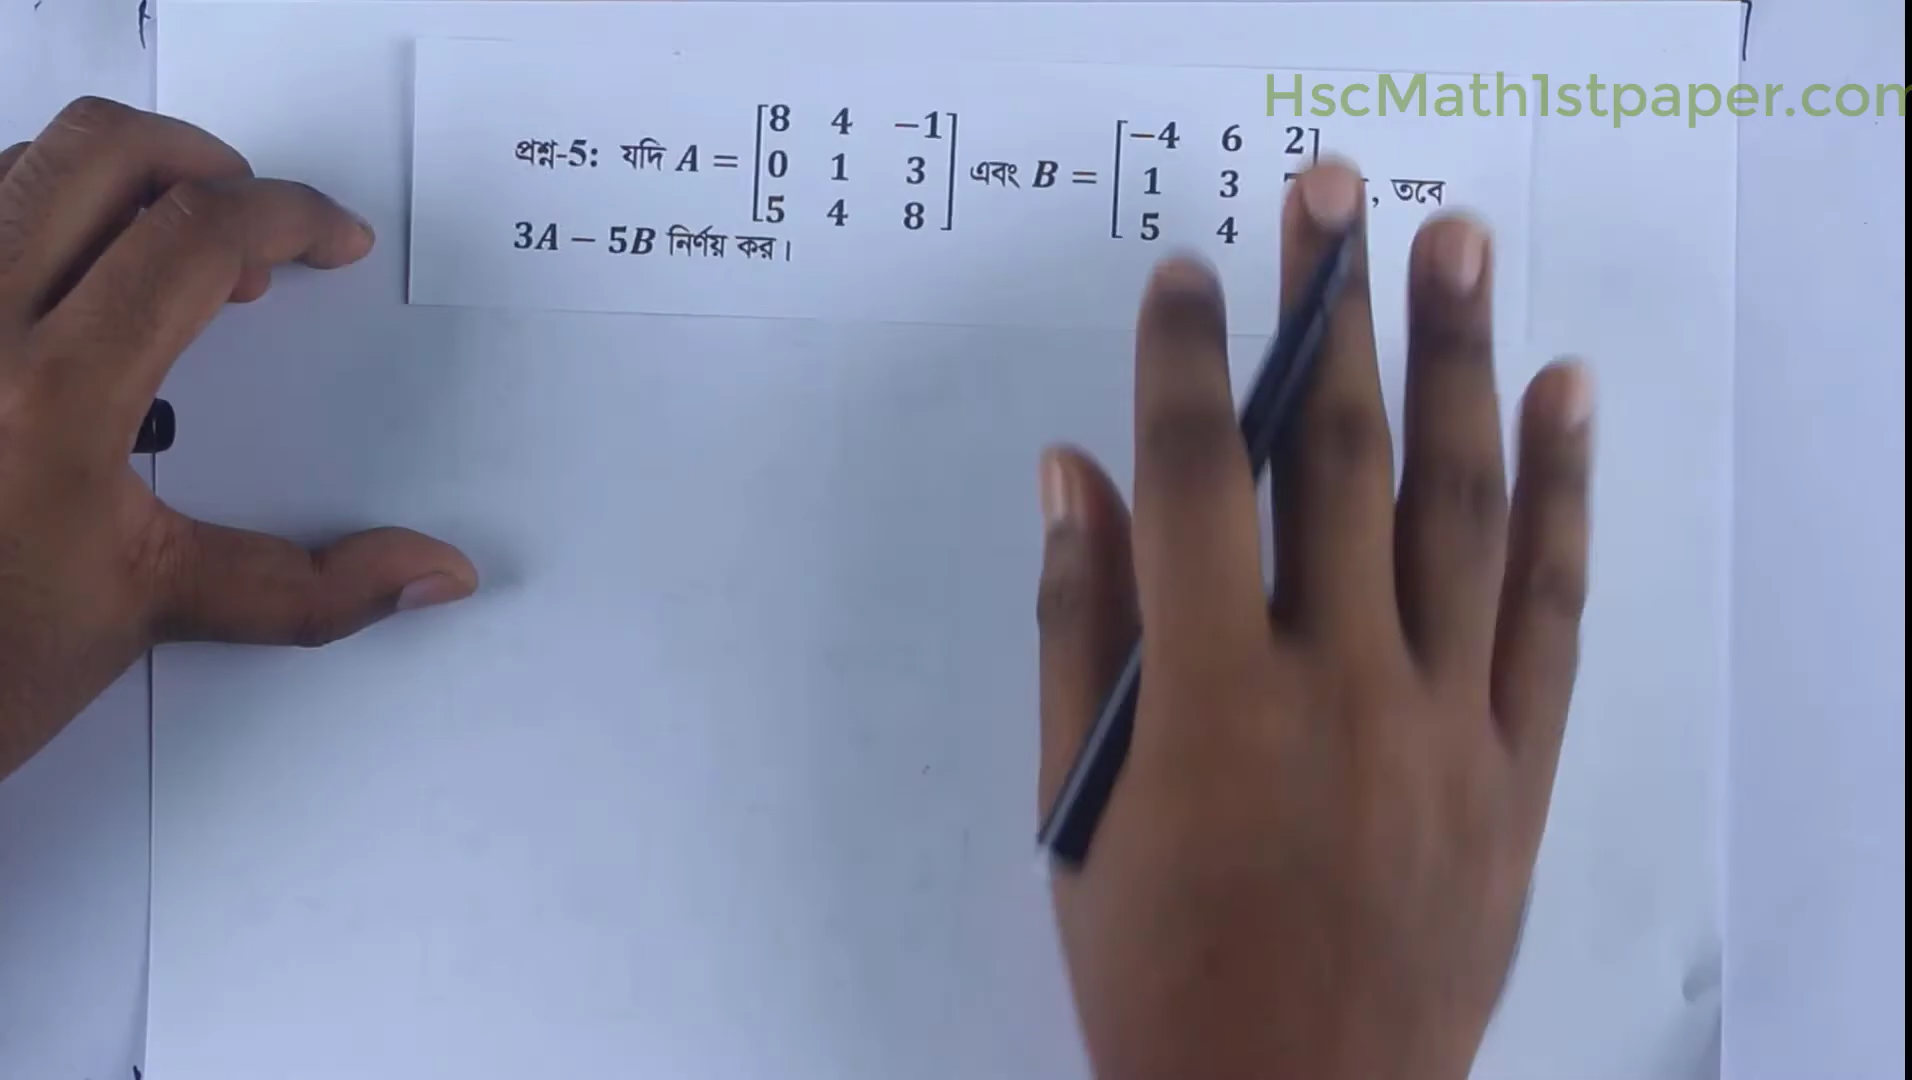 HscMath1stpaper.com
প্রশ্ন-5: যদি A = [8 4 −1] এবং B = [−4 6 2] , তবে
[0 1 3] [1 3
[5 4 8] [5 4
3A − 5B নির্ণয় কর।